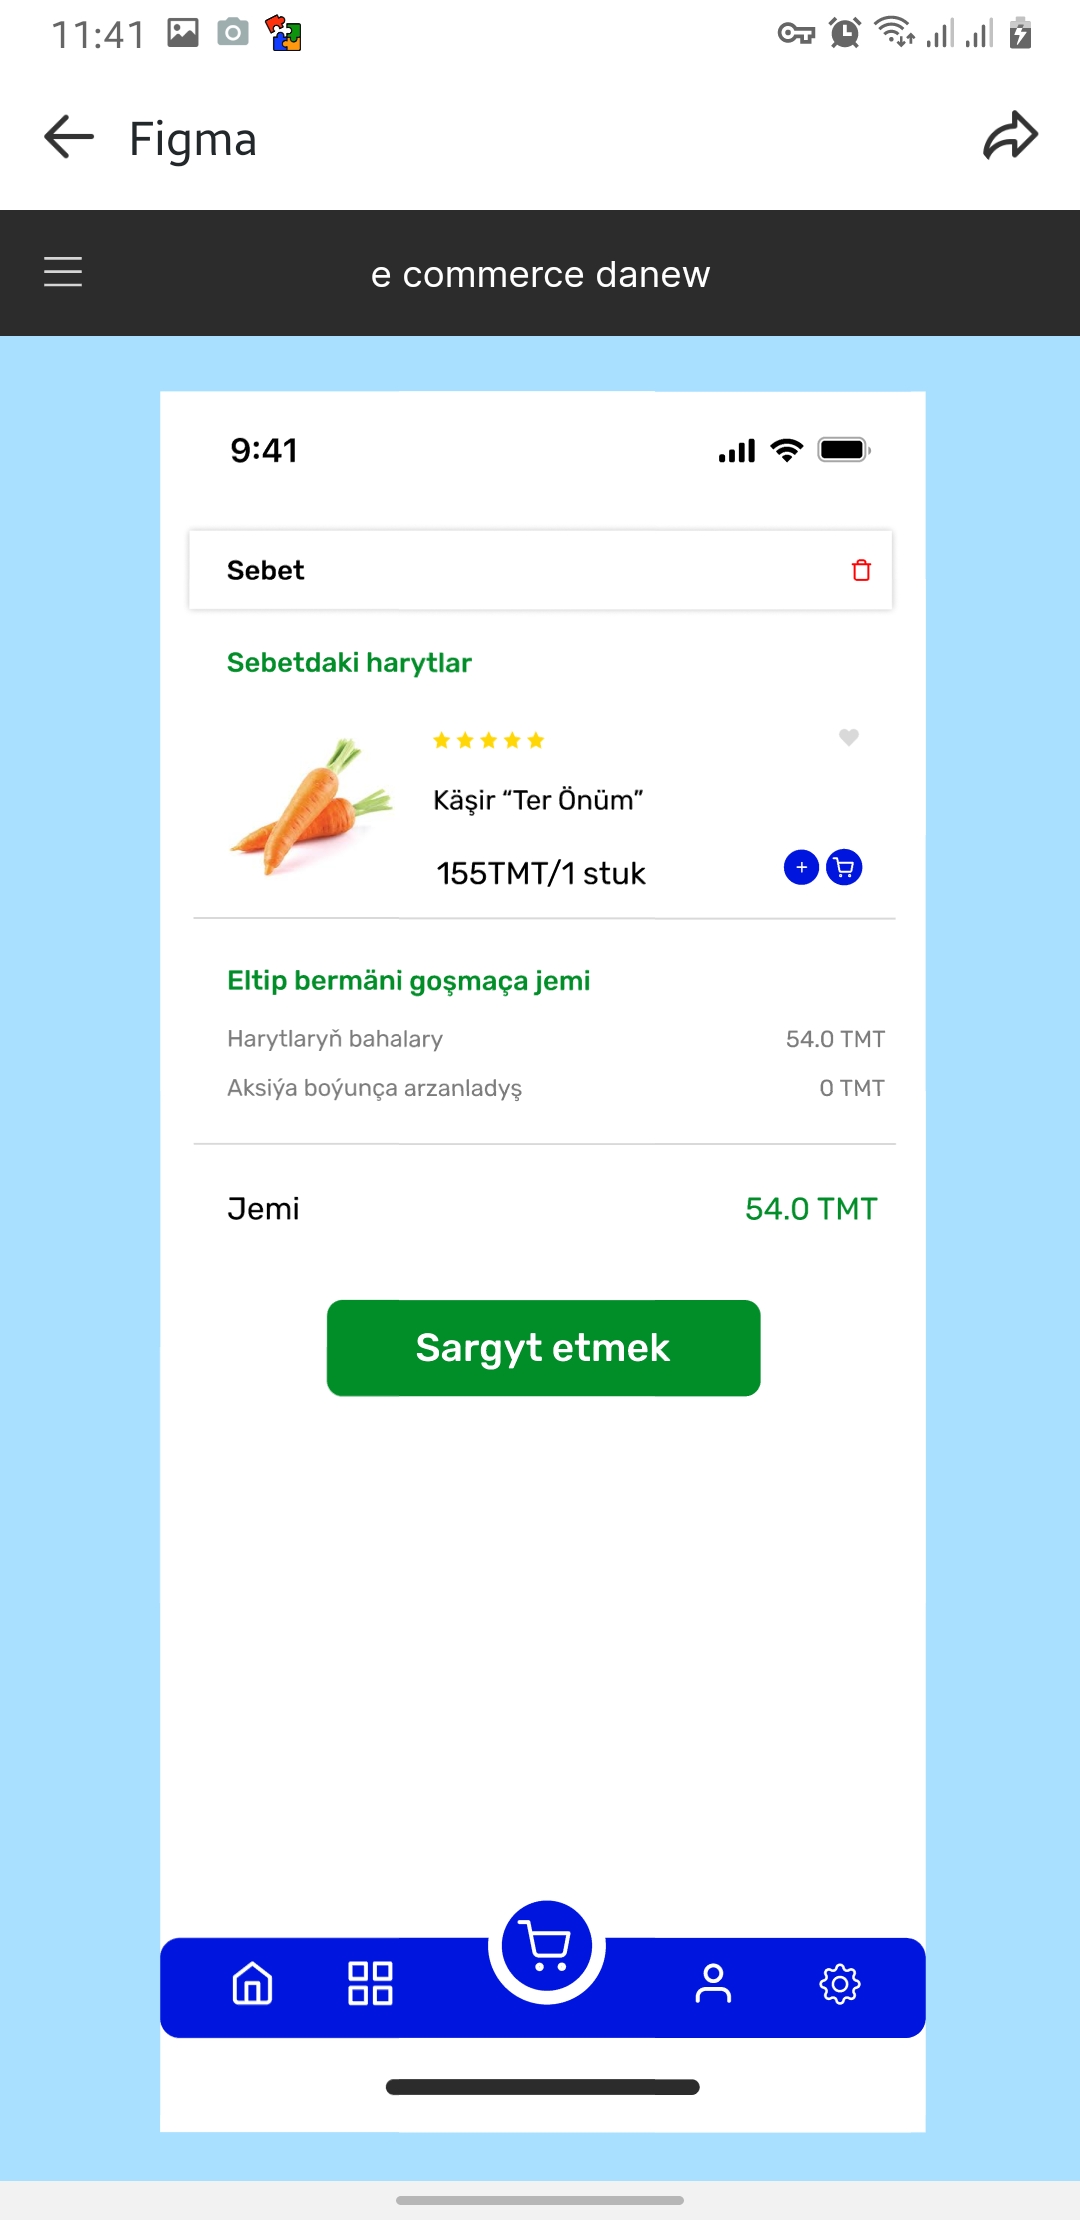 11:41
Figma
e commerce danew
9:41
Sebet
Sebetdaki harytlar
Käşir “Ter Önüm”
155TMT/1 stuk
Eltip bermäni goşmaça jemi
Harytlaryň bahalary 54.0 TMT
Aksiýa boýunça arzanladyş 0 TMT
Jemi 54.0 TMT
Sargyt etmek